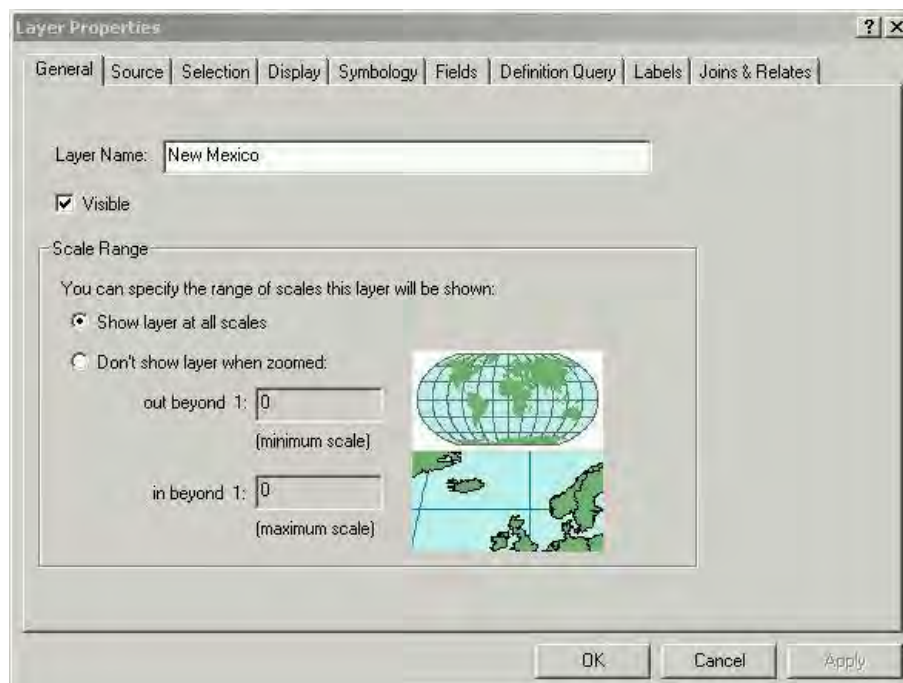 Layer Properties
General Source Selection Display Symbology Fields Definition Query Labels Joins & Relates
Layer Name: New Mexico
Visible
Scale Range
You can specify the range of scales this layer will be shown:
Show layer at all scales
Don't show layer when zoomed:
out beyond 1: 0
(minimum scale)
in beyond 1: 0
(maximum scale)
OK Cancel Apply